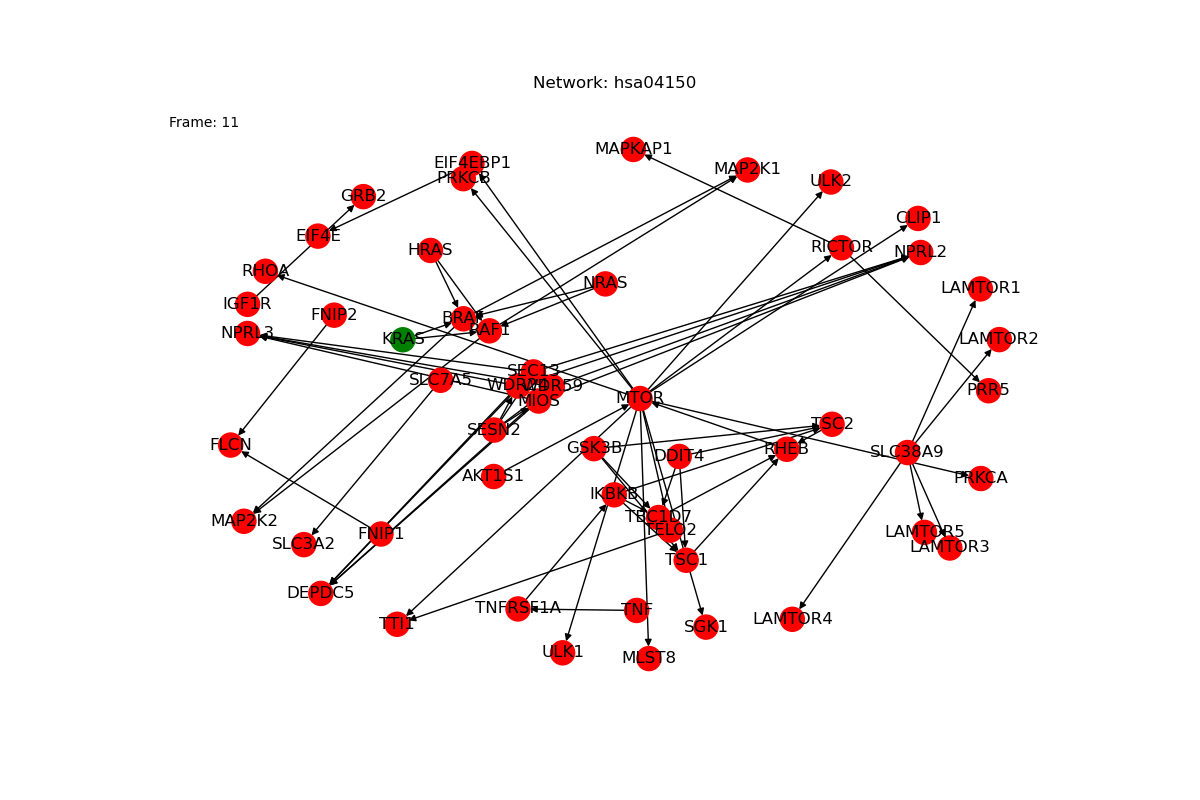 Network: hsa04150
Frame: 11
MAPKAP1
EIF4EBP1
MAP2K1
PRKCB
ULK2
GRB2
CLIP1
EIF4E
RICTOR
HRAS
NPRL2
RHOA
NRAS
LAMTOR1
IGF1R
FNIP2
BRAF
RAF1
NPRL3
KRAS
LAMTOR2
SEC13
SLC7A5
WDR24
WDR59
PRR5
MTOR
MIOS
TSC2
SESN2
FLCN
GSK3B
RHEB
SLC38A9
DDIT4
AKT1S1
PRKCA
IKBKB
TBC1D7
MAP2K2
TELO2
LAMTOR5
FNIP1
SLC3A2
LAMTOR3
TSC1
DEPDC5
TNFRSF1A
TNF
LAMTOR4
TTI1
SGK1
ULK1
MLST8